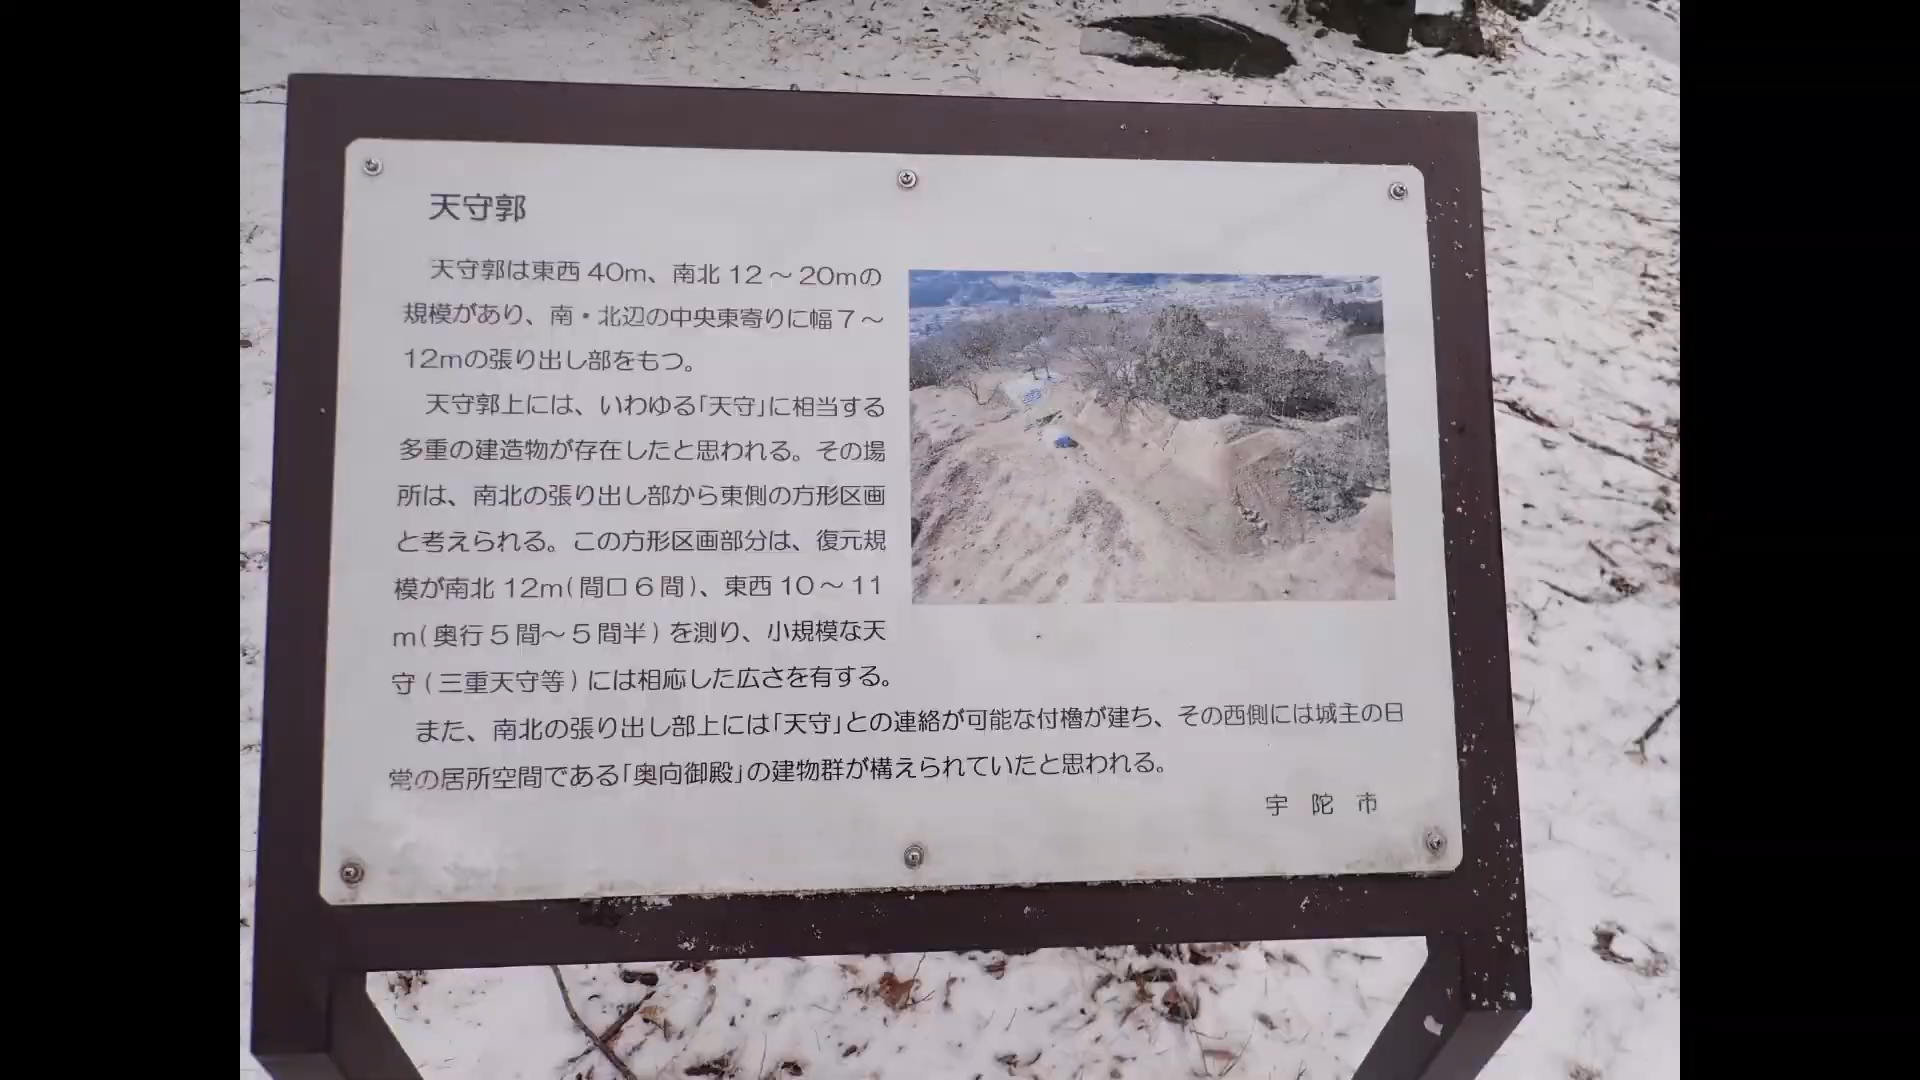 天守郭
天守郭は東西40m、南北12～20mの
規模があり、南・北辺の中央東寄りに幅7～
12mの張り出し部をもつ。
天守郭上には、いわゆる「天守」に相当する
多重の建造物が存在したと思われる。その場
所は、南北の張り出し部から東側の方形区画
と考えられる。この方形区画部分は、復元規
模が南北12m(間口6間)、東西10～11
m(奥行5間～5間半)を測り、小規模な天
守(三重天守等)には相応した広さを有する。
また、南北の張り出し部上には「天守」との連絡が可能な付櫓が建ち、その西側には城主の日
常の居所空間である「奥向御殿」の建物群が構えられていたと思われる。
宇陀市